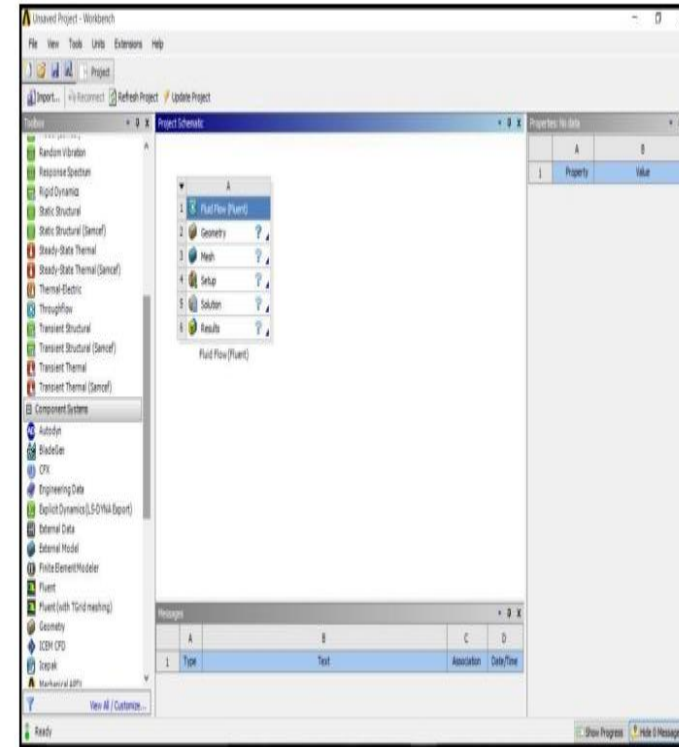 Unsaved Project - Workbench
File View Tools Units Extensions Help
Project
Import... Reconnect Refresh Project Update Project
Toolbox
Random Vibration
Response Spectrum
Rigid Dynamics
Static Structural
Static Structural (Samcef)
Steady-State Thermal
Steady-State Thermal (Samcef)
Thermal-Electric
Throughflow
Transient Structural
Transient Structural (Samcef)
Transient Thermal
Transient Thermal (Samcef)
Component Systems
Autodyn
BladeGen
CFX
Engineering Data
Explicit Dynamics (LS-DYNA Export)
External Data
External Model
Finite Element Modeler
Fluent
Fluent (with TGrid meshing)
Geometry
ICEM CFD
Icepak
Mechanical APDL
View All / Customize...
Project Schematic
A
1 Fluid Flow (Fluent)
2 Geometry ?
3 Mesh ?
4 Setup ?
5 Solution ?
6 Results ?
Fluid Flow (Fluent)
Messages
A B C D
1 Type Text Association Date/Time
Properties: No data
A B
1 Property Value
Ready
Show Progress Hide 0 Messages